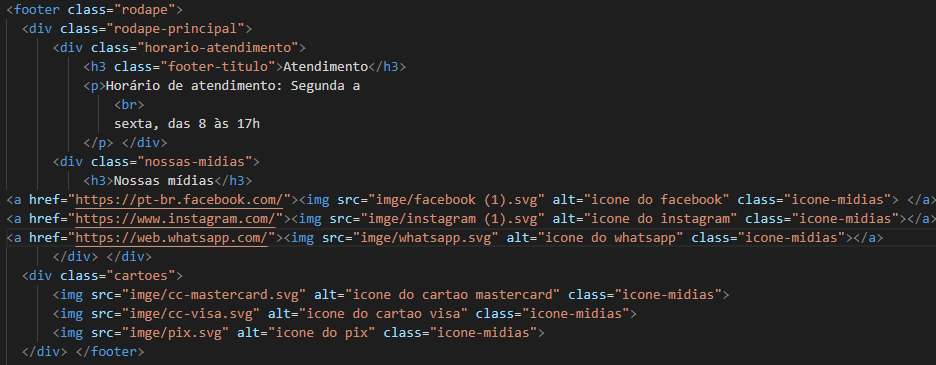 <footer class="rodape">
<div class="rodape-principal">
<div class="horario-atendimento">
<h3 class="footer-titulo">Atendimento</h3>
<p>Horário de atendimento: Segunda a
<br>
sexta, das 8 às 17h
</p> </div>
<div class="nossas-midias">
<h3>Nossas mídias</h3>
<a href="https://pt-br.facebook.com/"><img src="imge/facebook (1).svg" alt="icone do facebook" class="icone-midias"> </a>
<a href="https://www.instagram.com/"><img src="imge/instagram (1).svg" alt="icone do instagram" class="icone-midias"></a>
<a href="https://web.whatsapp.com/"><img src="imge/whatsapp.svg" alt="icone do whatsapp" class="icone-midias"></a>
</div> </div>
<div class="cartoes">
<img src="imge/cc-mastercard.svg" alt="icone do cartao mastercard" class="icone-midias">
<img src="imge/cc-visa.svg" alt="icone do cartao visa" class="icone-midias">
<img src="imge/pix.svg" alt="icone do pix" class="icone-midias">
</div> </footer>